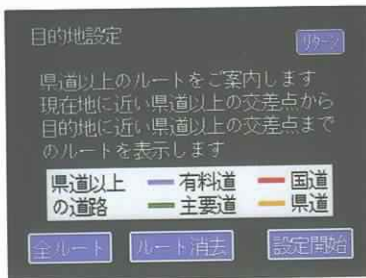 目的地設定
リターン
県道以上のルートをご案内します
現在地に近い県道以上の交差点から
目的地に近い県道以上の交差点まで
のルートを表示します
県道以上 有料道 国道
の道路 主要道 県道
全ルート ルート消去 設定開始